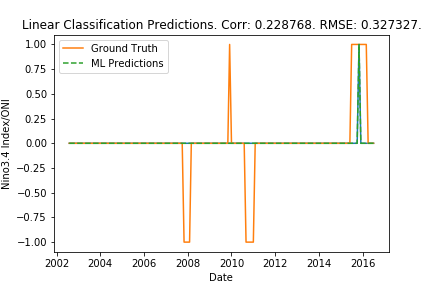 Linear Classification Predictions. Corr: 0.228768. RMSE: 0.327327.
1.00
0.75
0.50
0.25
0.00
−0.25
−0.50
−0.75
−1.00
Nino3.4 Index/ONI
Ground Truth
ML Predictions
2002 2004 2006 2008 2010 2012 2014 2016
Date